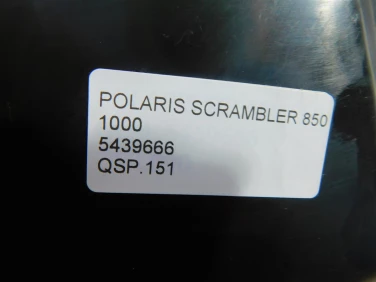 POLARIS SCRAMBLER 850
1000
5439666
QSP.151